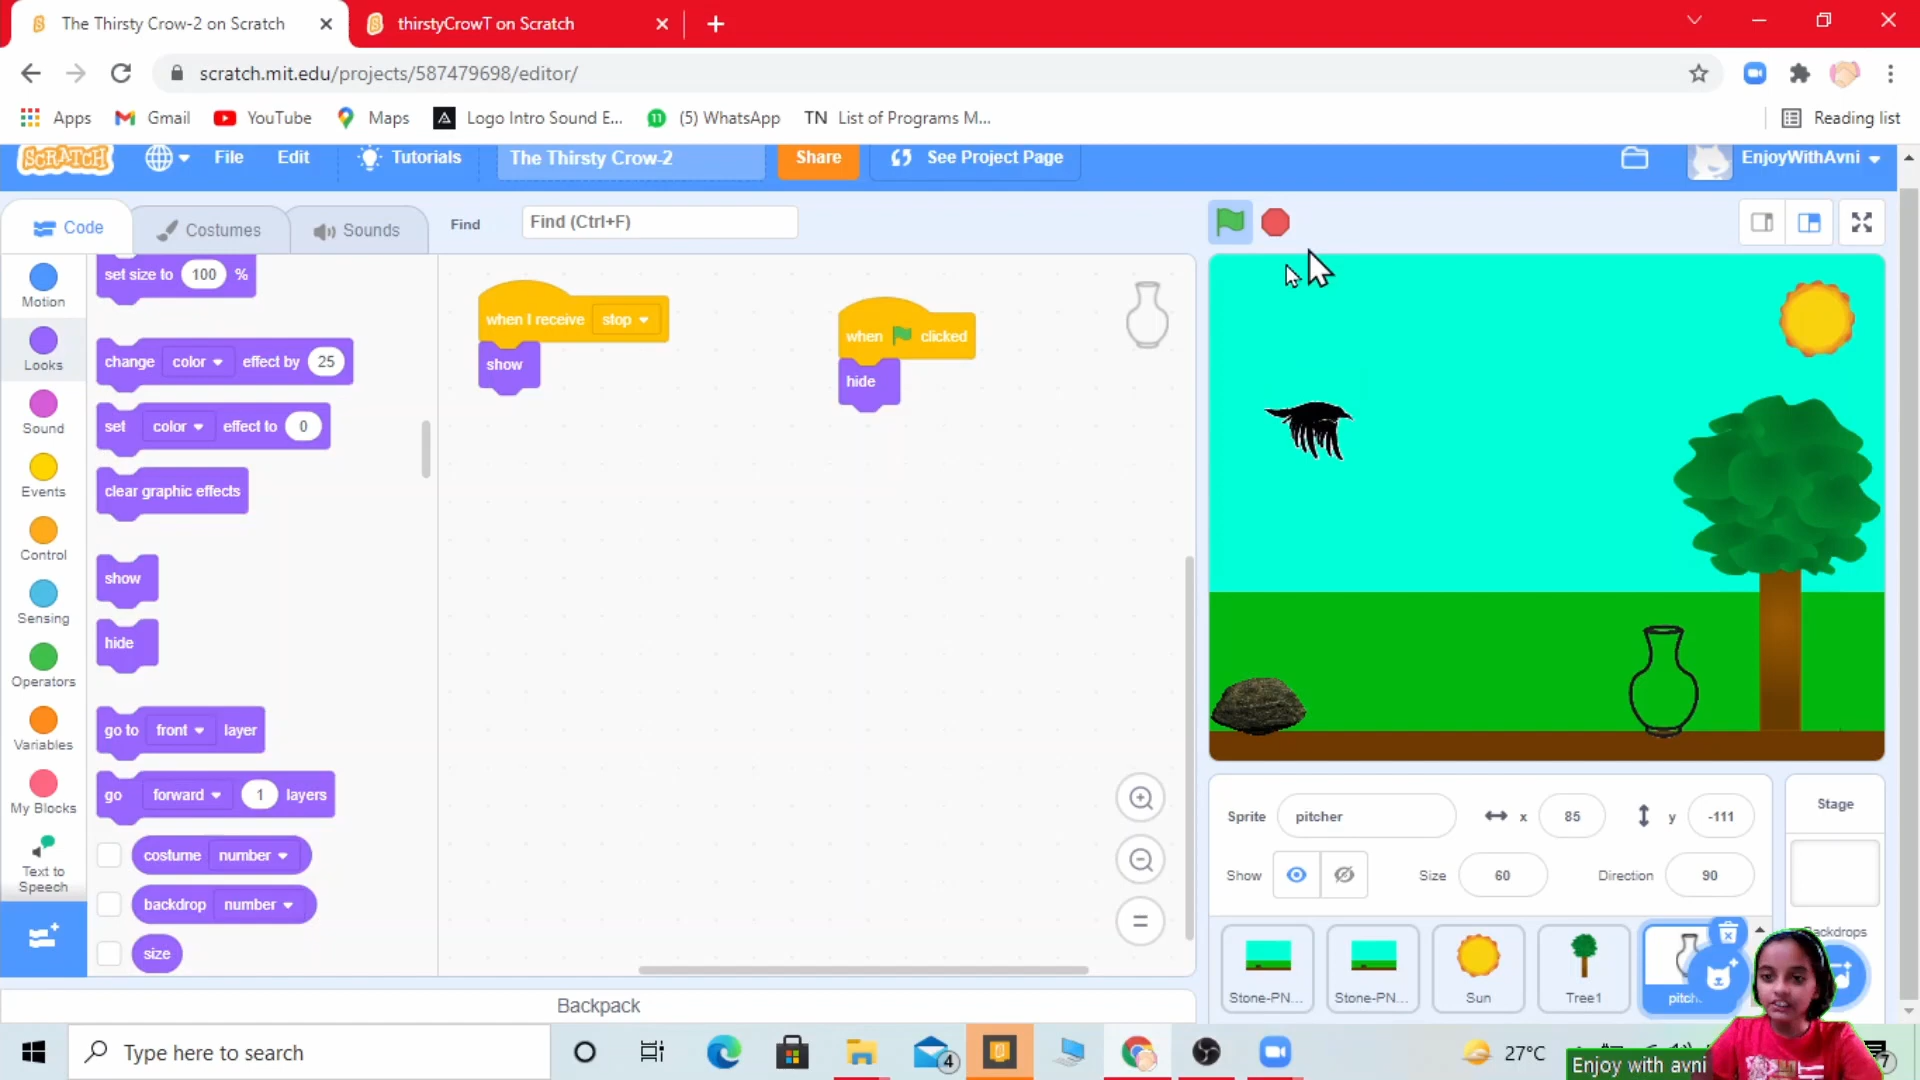 The Thirsty Crow-2 on Scratch
thirstyCrowT on Scratch
scratch.mit.edu/projects/587479698/editor/
Apps
Gmail
YouTube
Maps
Logo Intro Sound E...
11
(5) WhatsApp
TN List of Programs M...
Reading list
SCRATCH
File
Edit
Tutorials
The Thirsty Crow-2
Share
See Project Page
EnjoyWithAvni
Code
Costumes
Sounds
Find
Find (Ctrl+F)
Motion
Looks
Sound
Events
Control
Sensing
Operators
Variables
My Blocks
Text to
Speech
set size to 100 %
change color effect by 25
set color effect to 0
clear graphic effects
show
hide
go to front layer
go forward 1 layers
costume number
backdrop number
size
when I receive stop
show
when clicked
hide
Sprite pitcher x 85 y -111
Show Size 60 Direction 90
Stone-PN...
Stone-PN...
Sun
Tree1
Stage
Backdrops
Backpack
Type here to search
4
27°C
Enjoy with avni
7